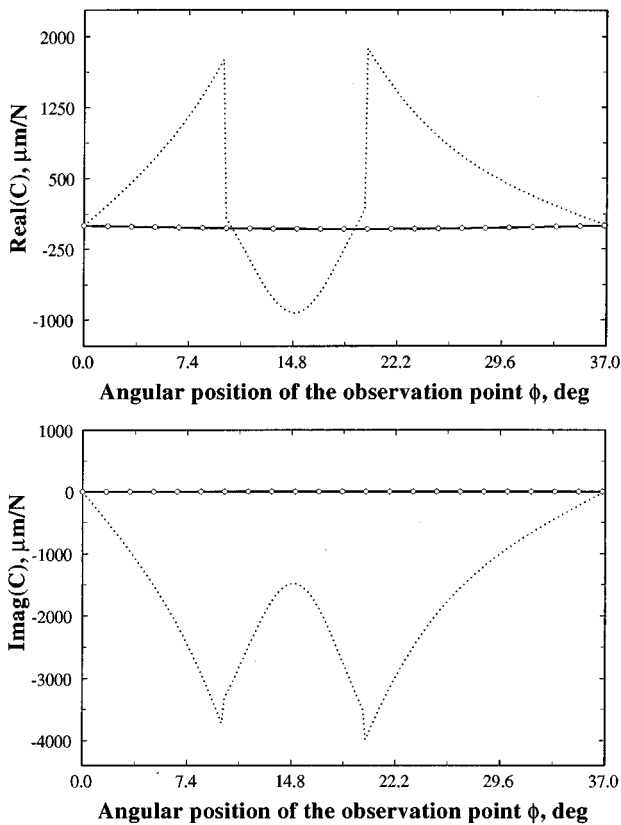 2000
1250
500
-250
-1000
Real(C), μm/N
0.0 7.4 14.8 22.2 29.6 37.0
Angular position of the observation point ϕ, deg
1000
0
-1000
-2000
-3000
-4000
Imag(C), μm/N
0.0 7.4 14.8 22.2 29.6 37.0
Angular position of the observation point ϕ, deg